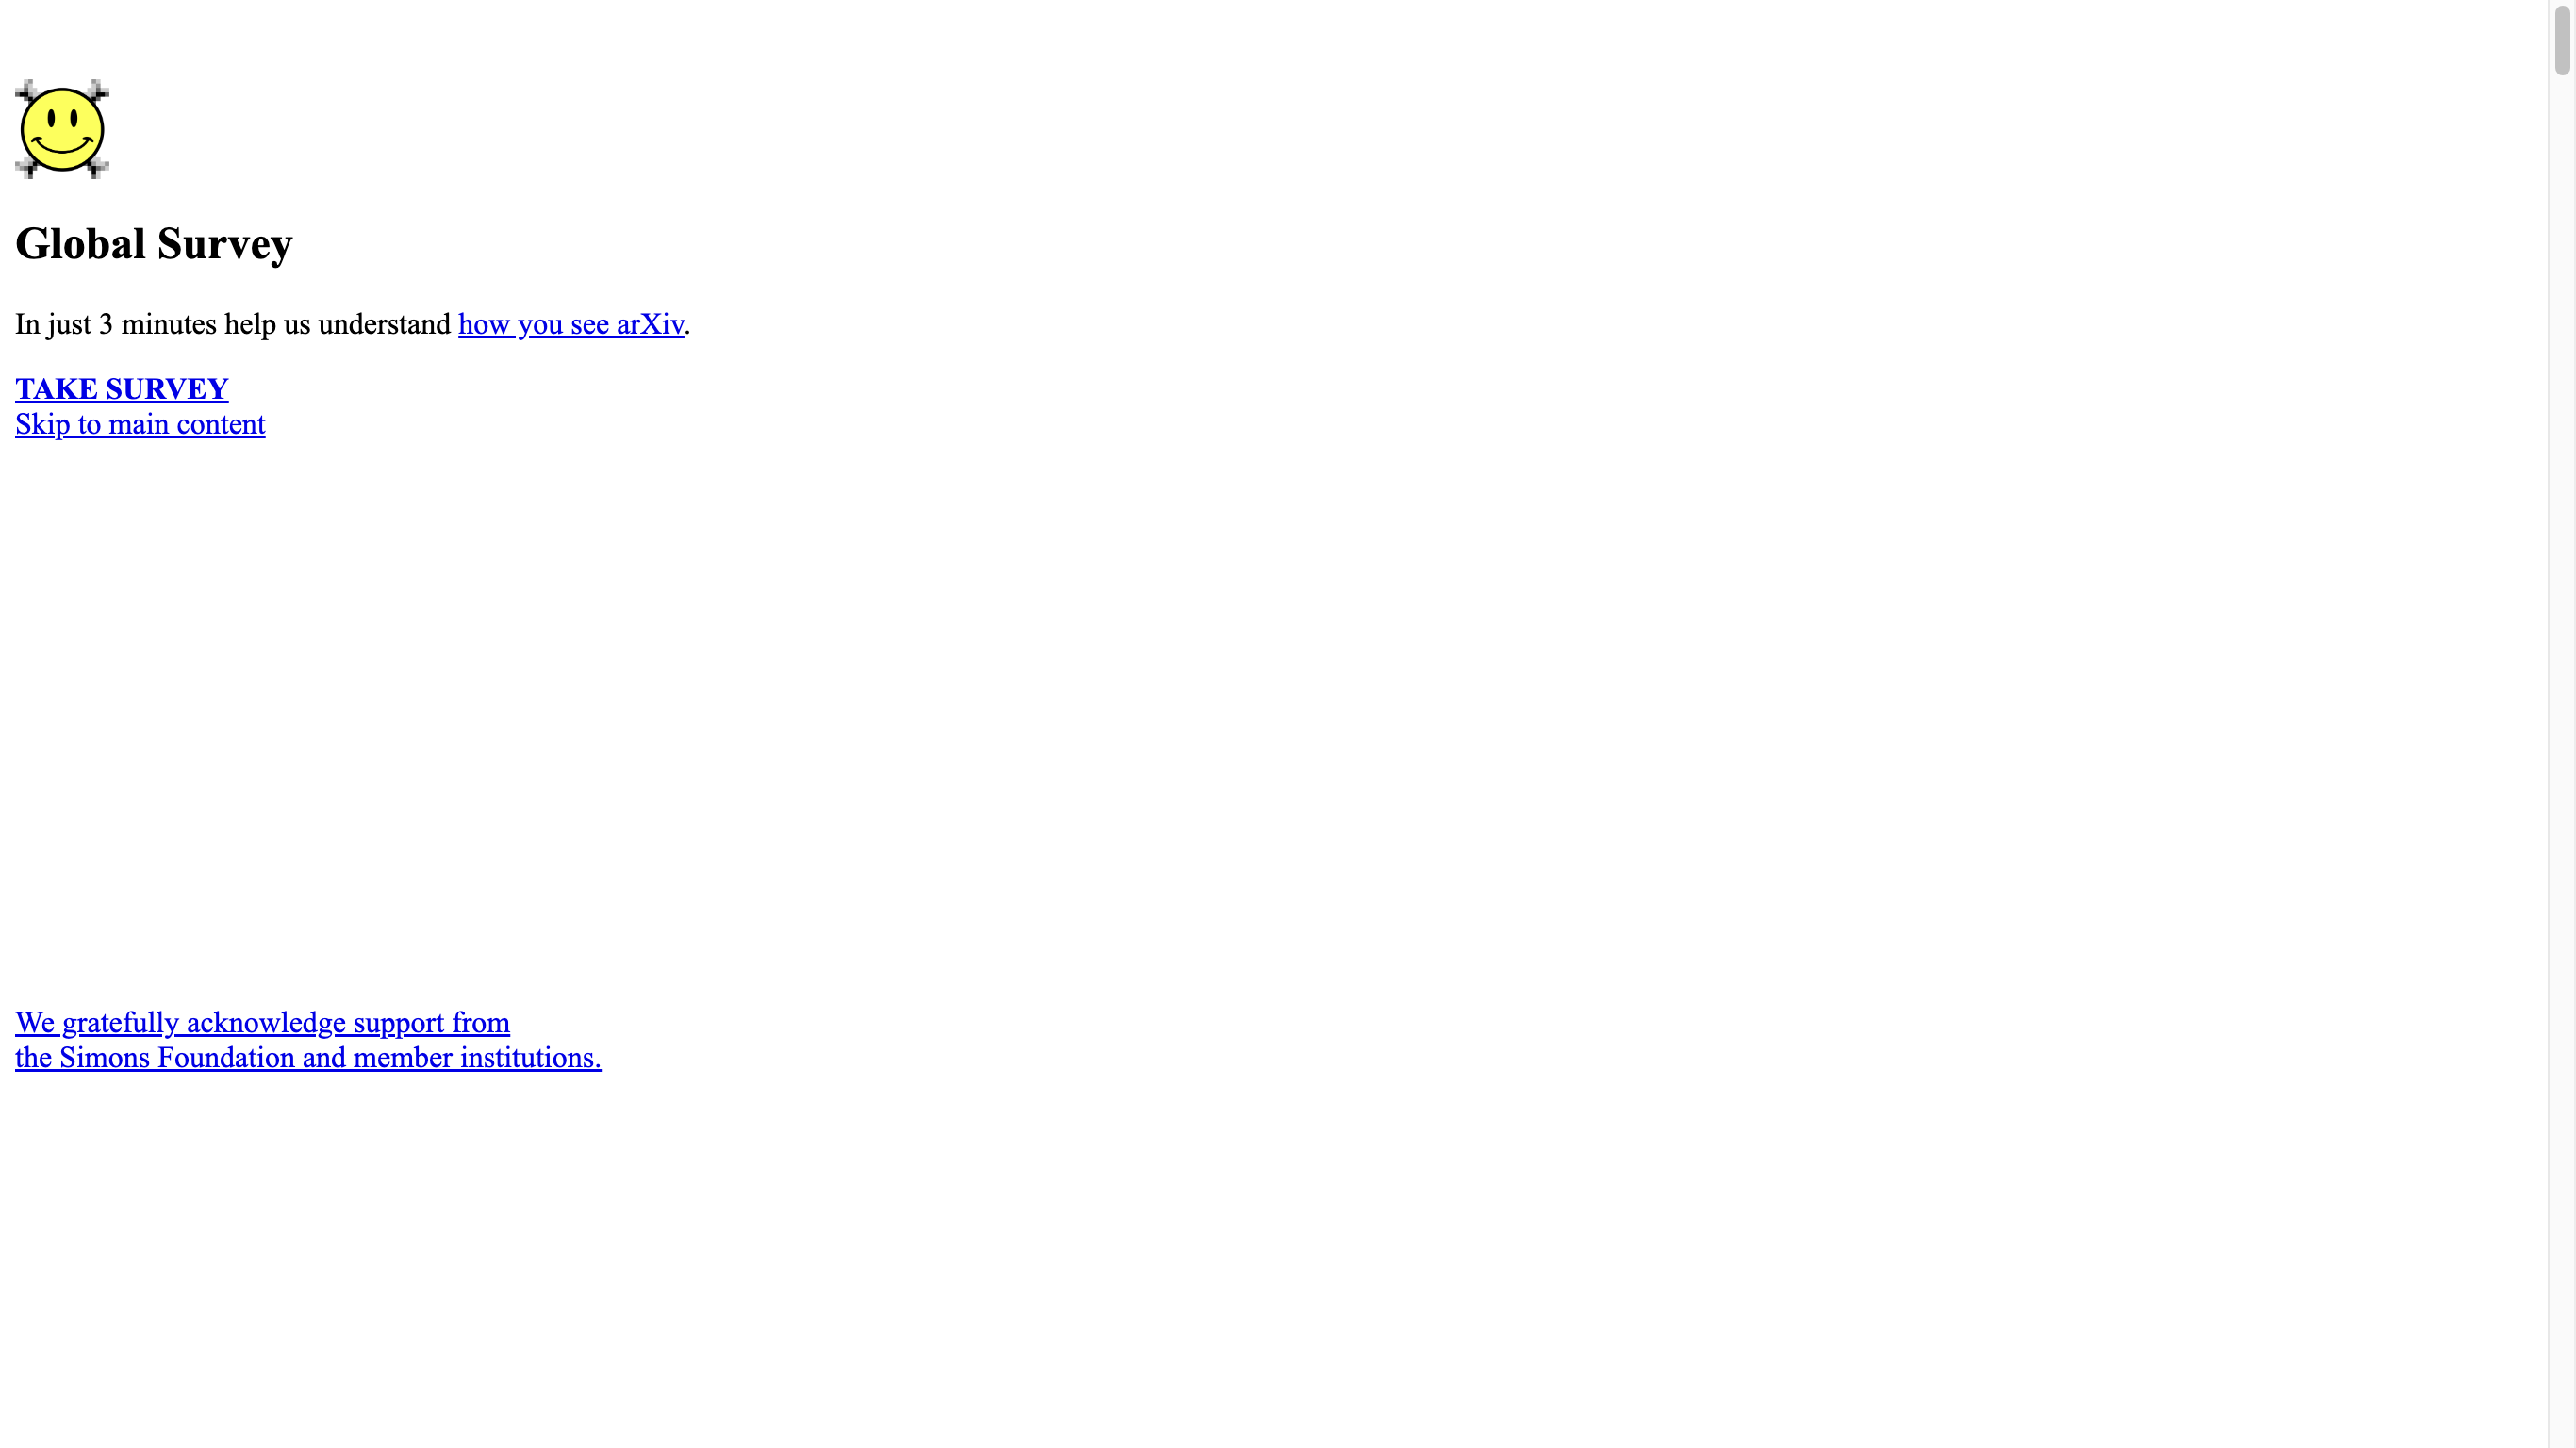 Global Survey
In just 3 minutes help us understand how you see arXiv.
TAKE SURVEY
Skip to main content
We gratefully acknowledge support from
the Simons Foundation and member institutions.